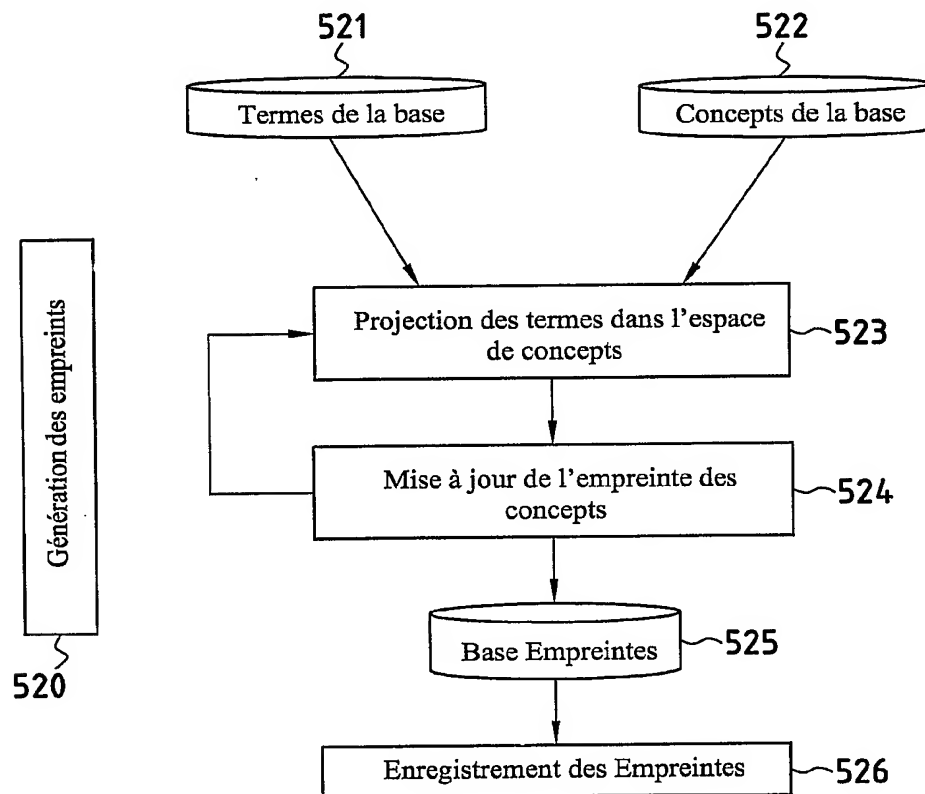 521
522
Termes de la base
Concepts de la base
Génération des empreints
520
Projection des termes dans l'espace
de concepts
523
Mise à jour de l'empreinte des
concepts
524
Base Empreintes
525
Enregistrement des Empreintes
526